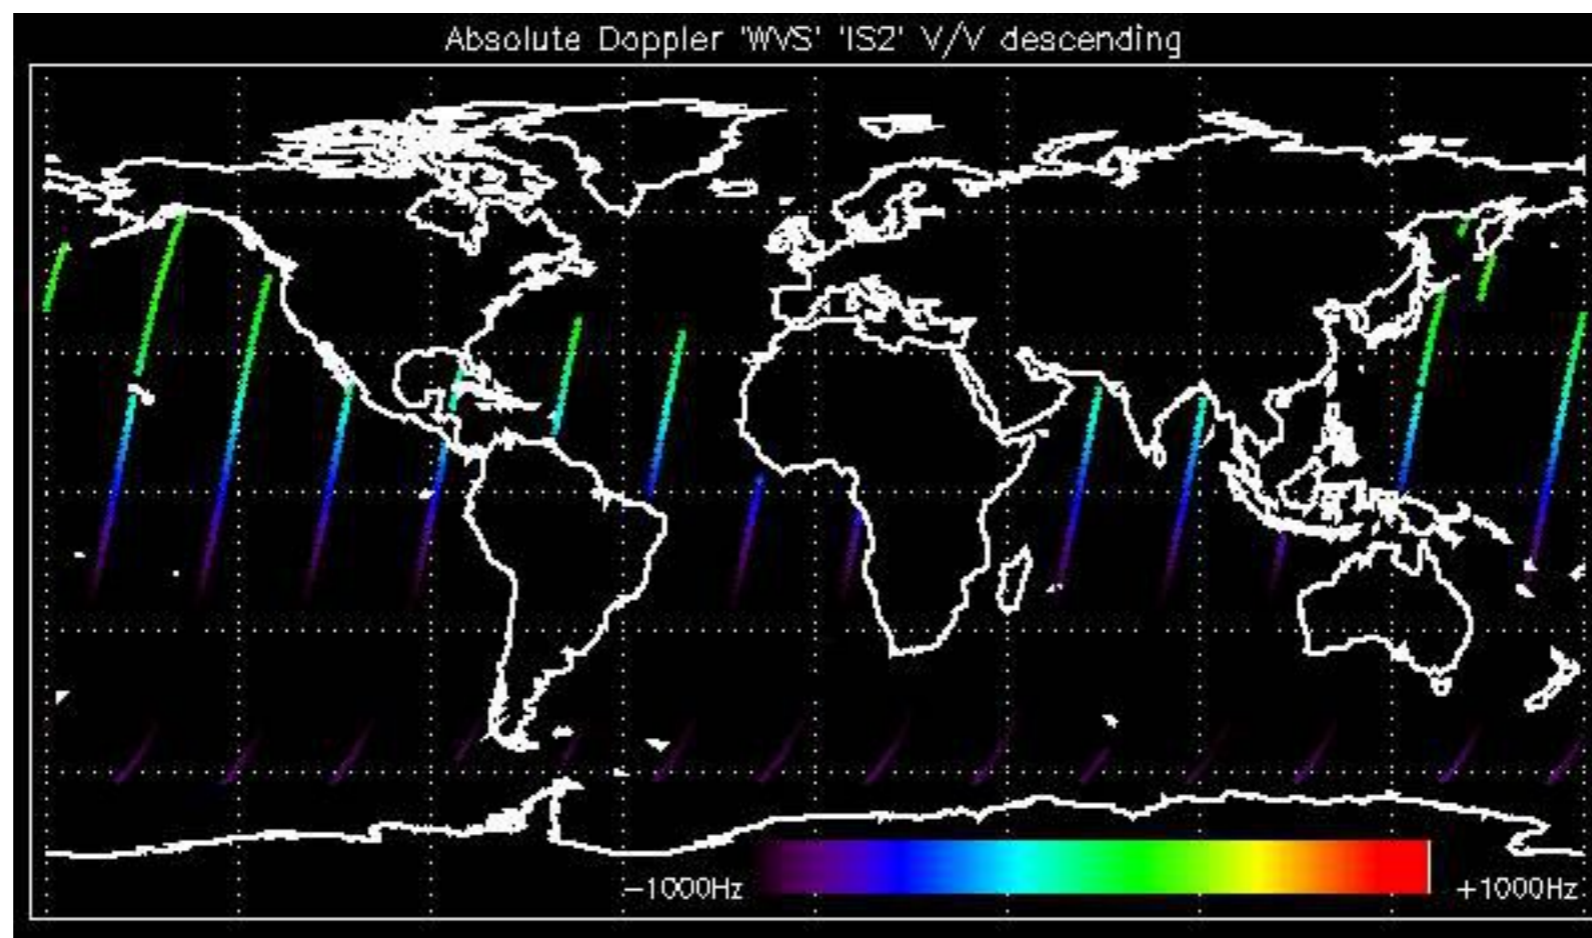 Absolute Doppler 'WVS' 'IS2' V/V descending
−1000Hz
+1000Hz